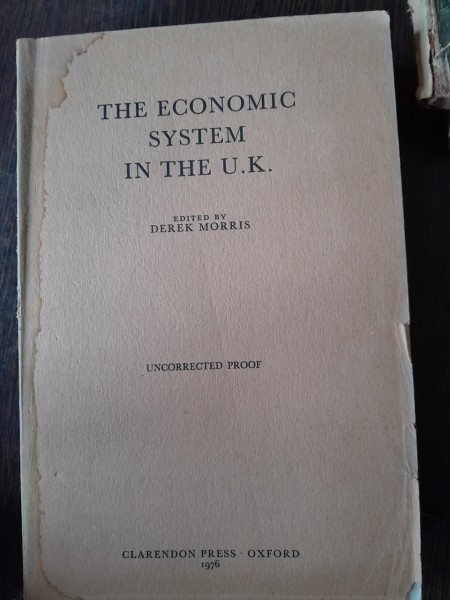 THE ECONOMIC
SYSTEM
IN THE U.K.
EDITED BY
DEREK MORRIS
UNCORRECTED PROOF
CLARENDON PRESS · OXFORD
1976